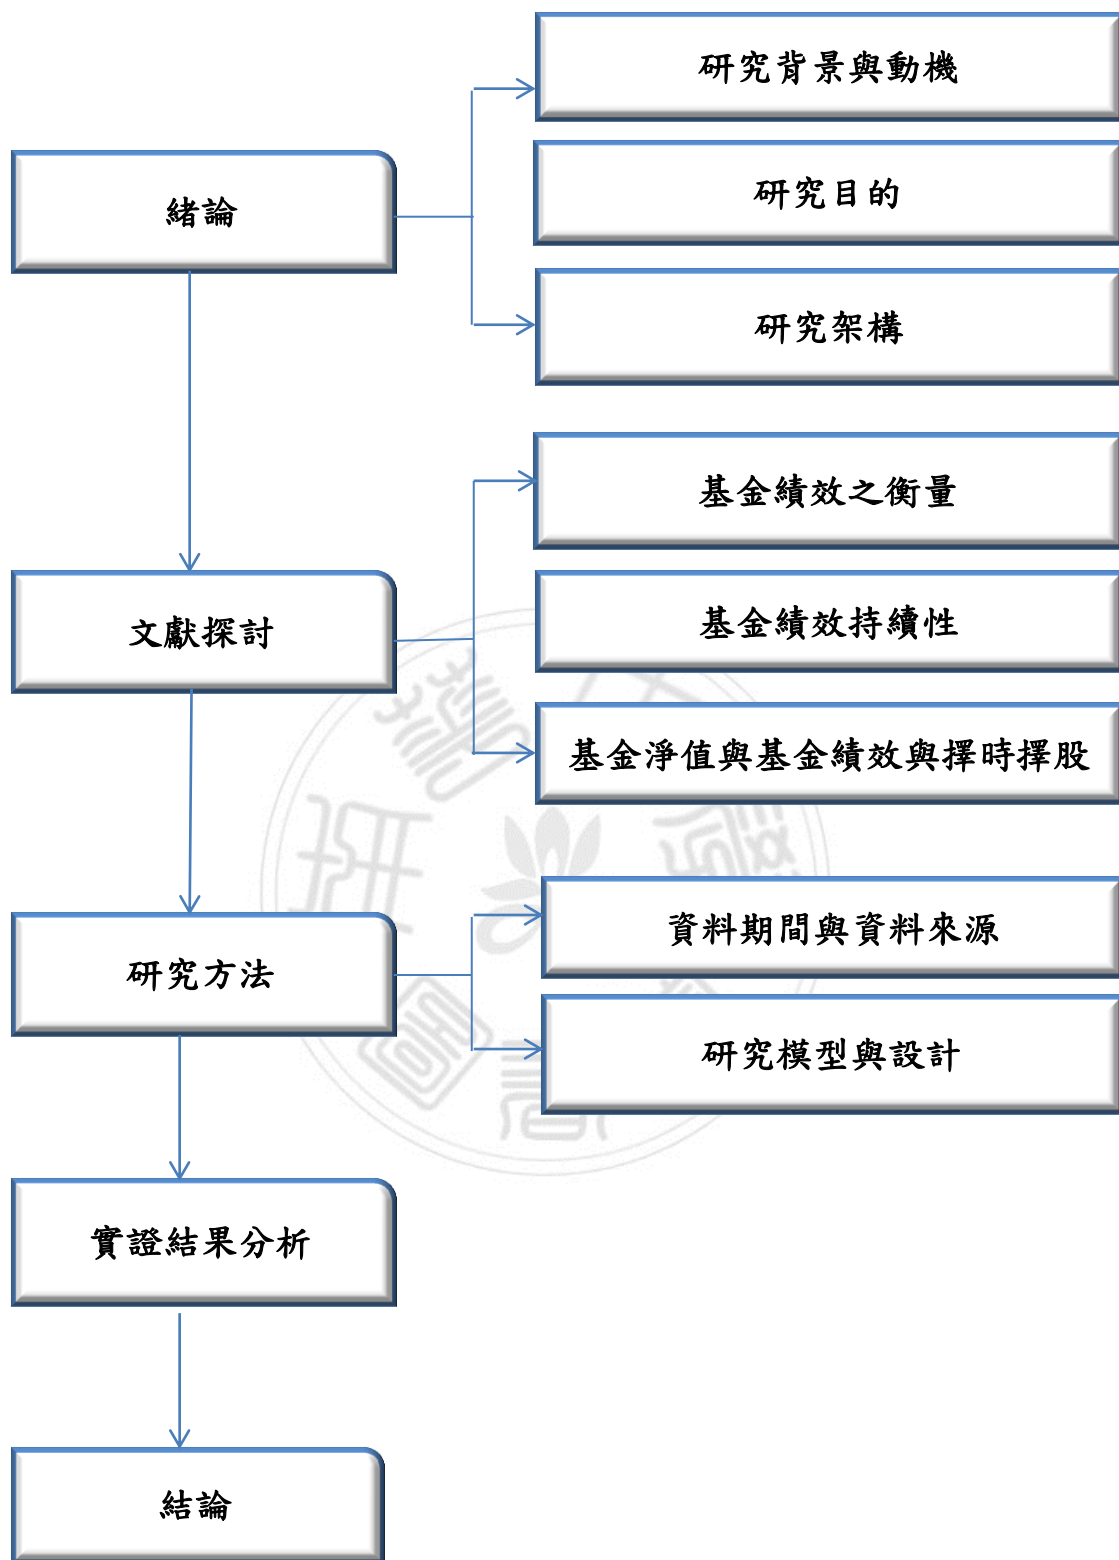 緒論
研究背景與動機
研究目的
研究架構
文獻探討
基金績效之衡量
基金績效持續性
基金淨值與基金績效與擇時擇股
研究方法
資料期間與資料來源
研究模型與設計
實證結果分析
結論